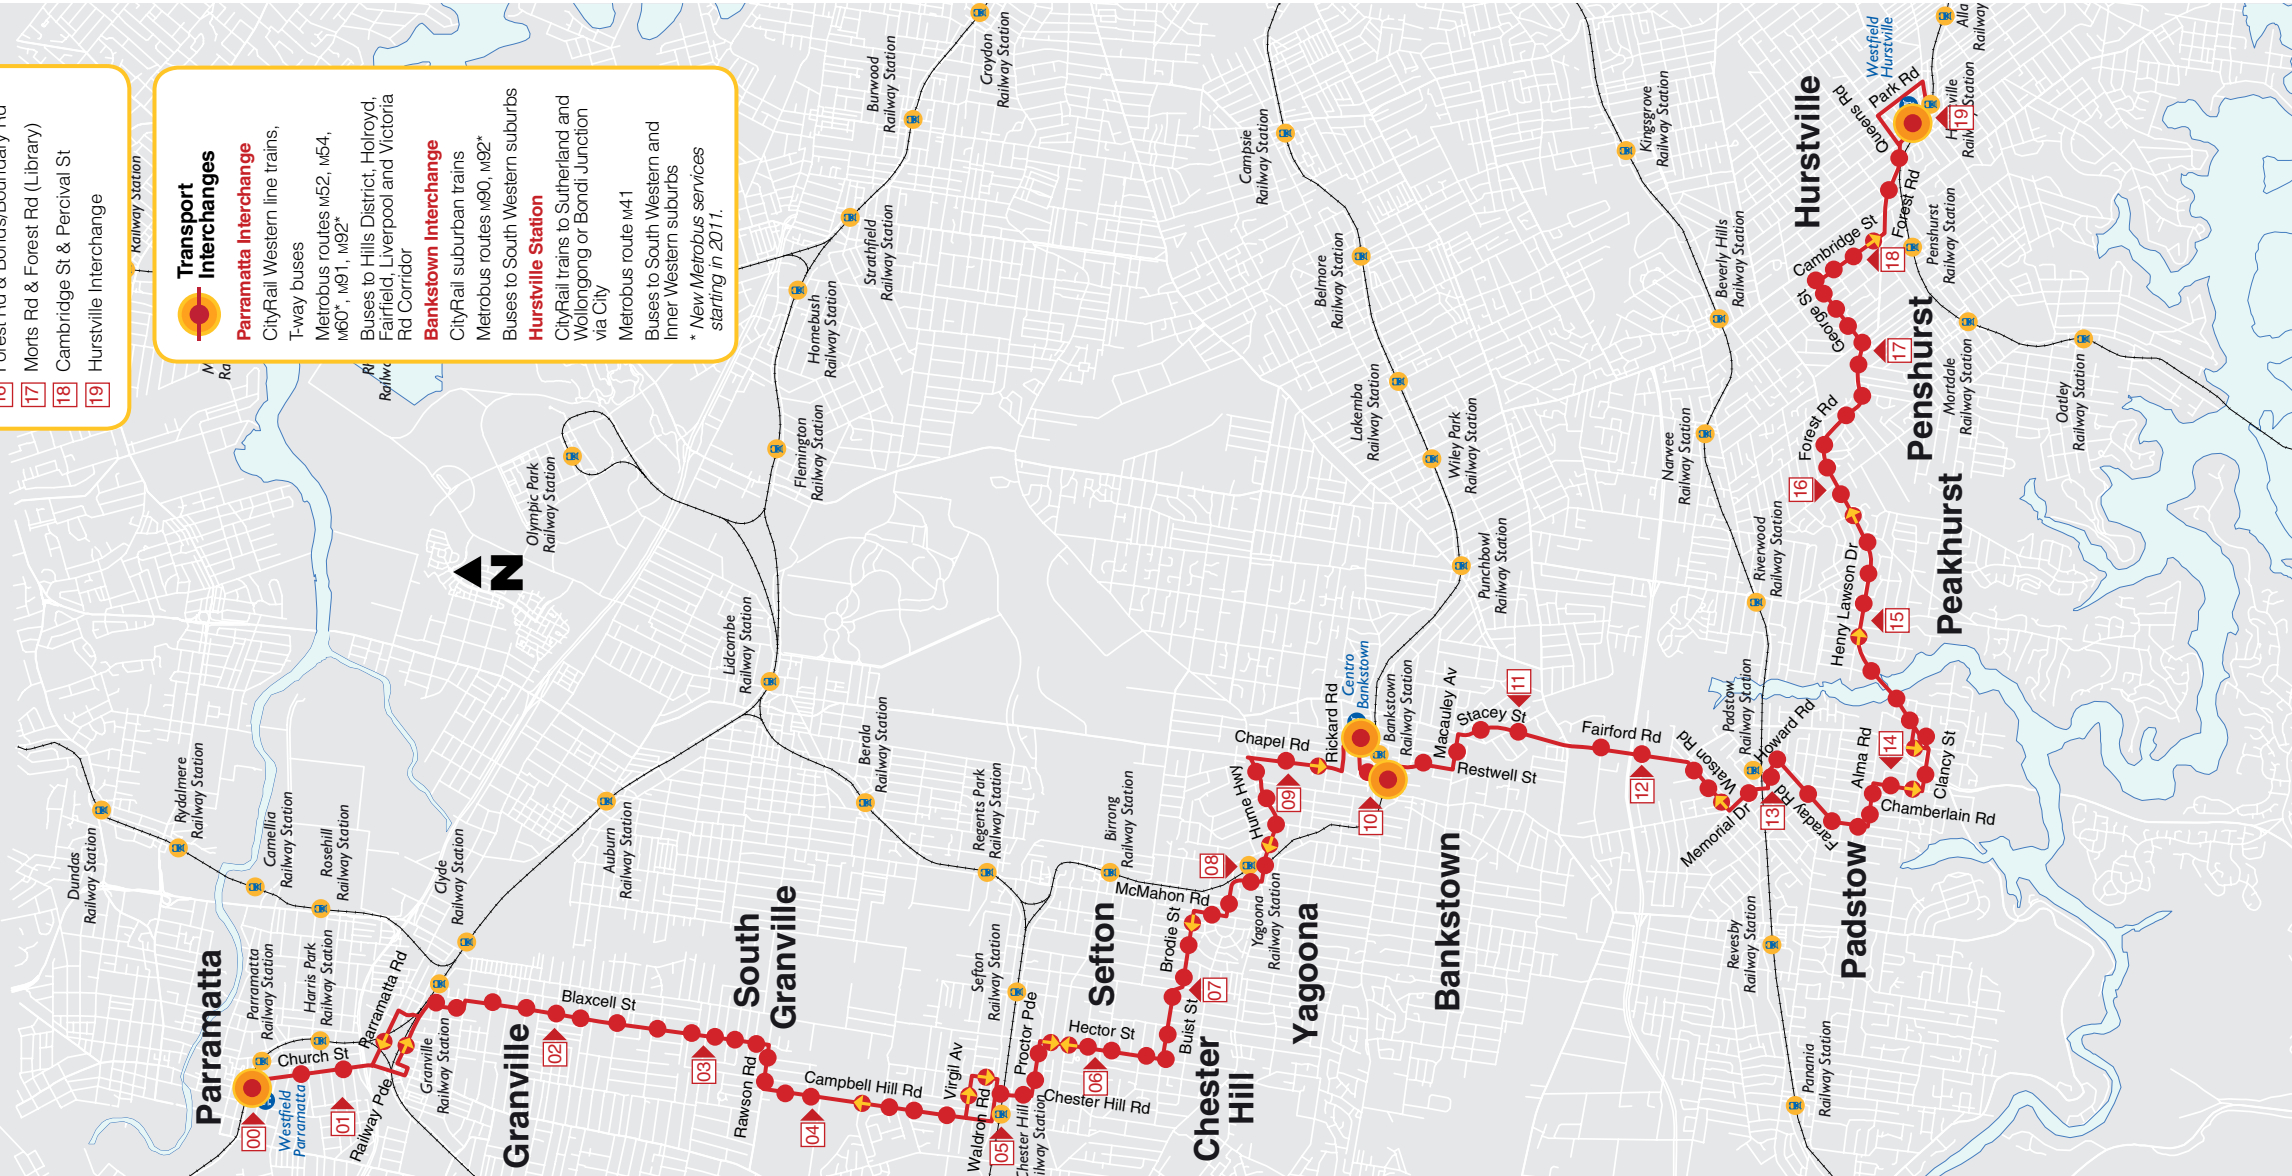 17 Morts Rd & Forest Rd (Library)
18 Cambridge St & Percival St
19 Hurstville Interchange
Transport
Interchanges
Parramatta Interchange
CityRail Western line trains,
T-way buses
Metrobus routes M52, M54,
M60*, M91, M92*
Buses to Hills District, Holroyd,
Fairfield, Liverpool and Victoria
Rd Corridor
Bankstown Interchange
CityRail suburban trains
Metrobus routes M90, M92*
Buses to South Western suburbs
Hurstville Station
CityRail trains to Sutherland and
Wollongong or Bondi Junction
via City
Metrobus route M41
Buses to South Western and
Inner Western suburbs
* New Metrobus services
starting in 2011.
Railway Station
N
Parramatta
Granville
South
Granville
Chester
Hill
Sefton
Yagoona
Bankstown
Padstow
Peakhurst
Penshurst
Hurstville
Dundas
Railway Station
Rydalmere
Railway Station
Camellia
Railway Station
Rosehill
Railway Station
Parramatta
Railway Station
Harris Park
Railway Station
Clyde
Railway Station
Granville
Railway Station
Auburn
Railway Station
Lidcombe
Railway Station
Olympic Park
Railway Station
Flemington
Railway Station
Homebush
Railway Station
Strathfield
Railway Station
Burwood
Railway Station
Croydon
Railway Station
Berala
Railway Station
Regents Park
Railway Station
Birrong
Railway Station
Sefton
Railway Station
Chester Hill
Yagoona
Railway Station
Bankstown
Railway Station
Punchbowl
Railway Station
Wiley Park
Railway Station
Lakemba
Railway Station
Belmore
Railway Station
Campsie
Railway Station
Kingsgrove
Railway Station
Beverly Hills
Railway Station
Narwee
Railway Station
Riverwood
Railway Station
Padstow
Railway Station
Revesby
Railway Station
Panania
Railway Station
Oatley
Railway Station
Mortdale
Railway Station
Penshurst
Railway Station
Railway
Westfield
Parramatta
Centro
Bankstown
Westfield
Hurstville
Church St
Parramatta Rd
Railway Pde
Blaxcell St
Rawson Rd
Campbell Hill Rd
Virgil Av
Waldron Rd
Proctor Pde
Chester Hill Rd
Hector St
Buist St
Brodie St
McMahon Rd
Hume Hwy
Chapel Rd
Rickard Rd
Macauley Av
Restwell St
Stacey St
Fairford Rd
Watson Rd
Memorial Dr
Howard Rd
Faraday Rd
Alma Rd
Chamberlain Rd
Clancy St
Henry Lawson Dr
Forest Rd
George St
Cambridge St
Forest Rd
Queens Rd
Park Rd
00
01
02
03
04
05
06
07
08
09
10
11
12
13
14
15
16
17
18
19